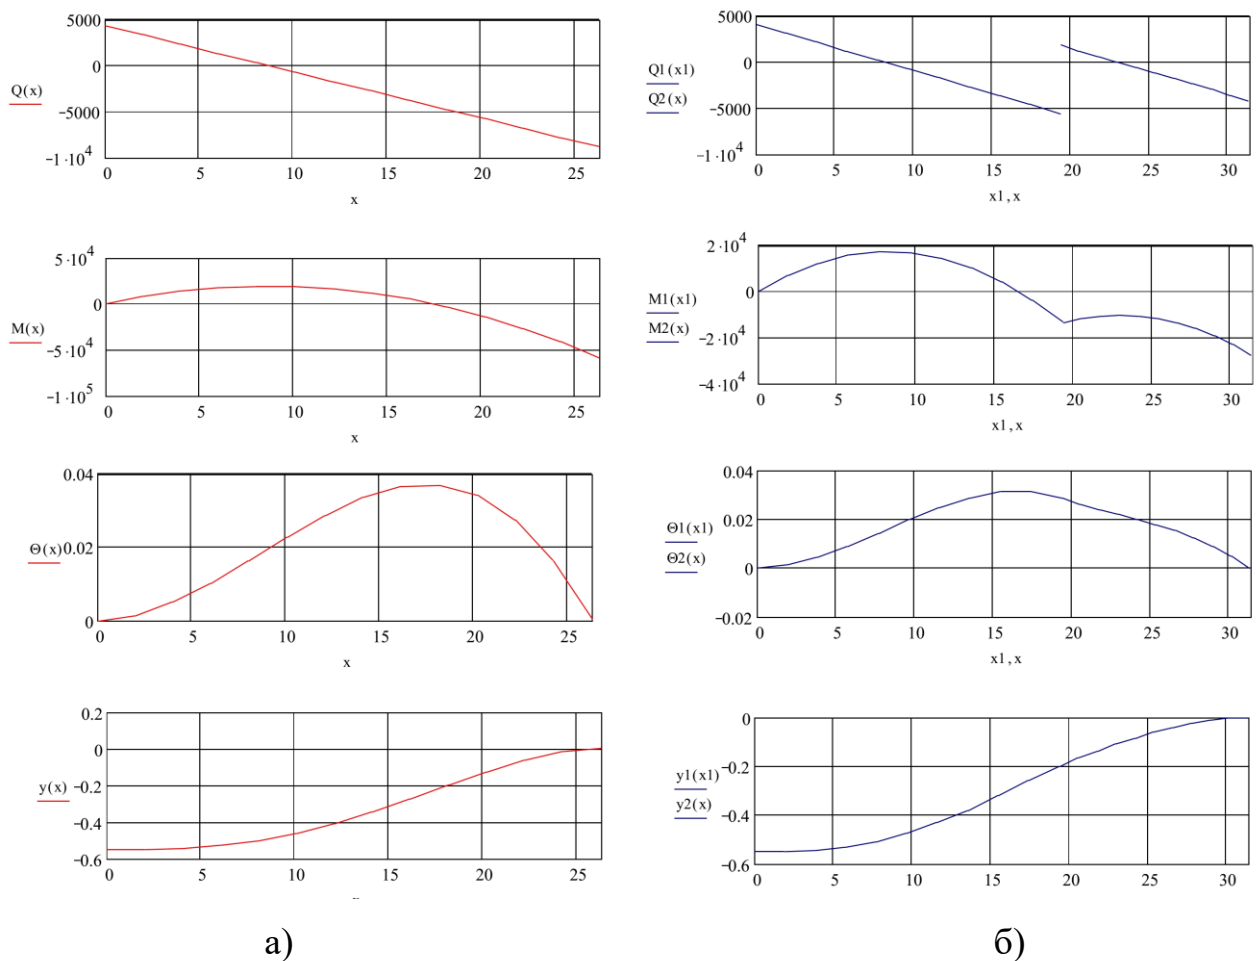 5000
0
Q(x)
−5000
−1·10^4
0 5 10 15 20 25
x
5·10^4
0
M(x)
−5·10^4
−1·10^5
0 5 10 15 20 25
x
0.04
Θ(x)
0.02
0
0 5 10 15 20 25
x
0.2
0
y(x)
−0.2
−0.4
−0.6
0 5 10 15 20 25
а)
5000
0
Q1(x1)
Q2(x)
−5000
−1·10^4
0 5 10 15 20 25 30
x1, x
2·10^4
0
M1(x1)
M2(x)
−2·10^4
−4·10^4
0 5 10 15 20 25 30
x1, x
0.04
0.02
Θ1(x1)
Θ2(x)
0
−0.02
0 5 10 15 20 25 30
x1, x
0
−0.2
y1(x1)
y2(x)
−0.4
−0.6
0 5 10 15 20 25 30
б)